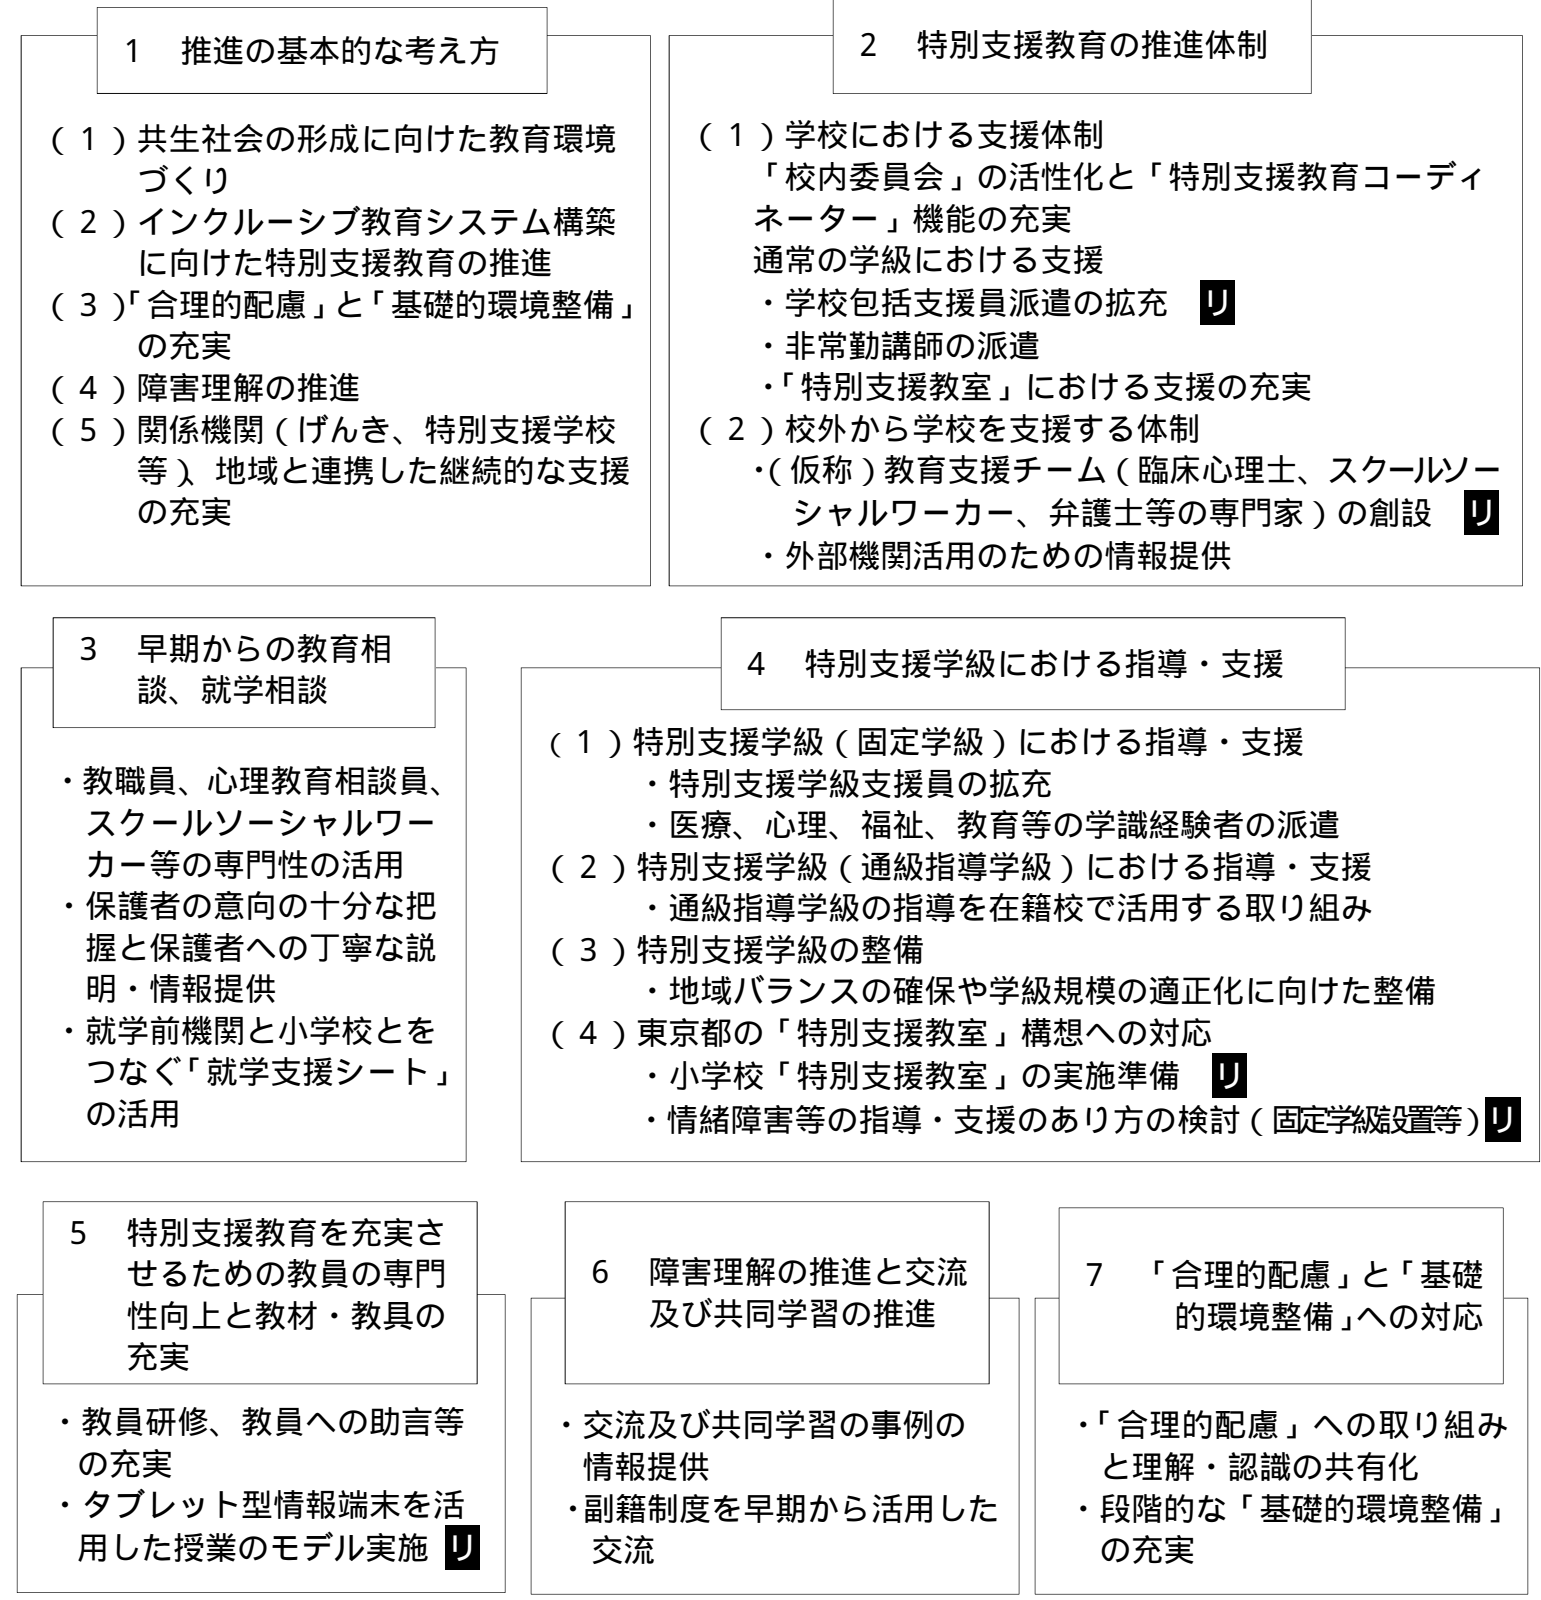 1 推進の基本的な考え方
(1)共生社会の形成に向けた教育環境
づくり
(2)インクルーシブ教育システム構築
に向けた特別支援教育の推進
(3)「合理的配慮」と「基礎的環境整備」
の充実
(4)障害理解の推進
(5)関係機関(げんき、特別支援学校
等)、地域と連携した継続的な支援
の充実
2 特別支援教育の推進体制
(1)学校における支援体制
「校内委員会」の活性化と「特別支援教育コーディ
ネーター」機能の充実
通常の学級における支援
・学校包括支援員派遣の拡充 リ
・非常勤講師の派遣
・「特別支援教室」における支援の充実
(2)校外から学校を支援する体制
・(仮称)教育支援チーム(臨床心理士、スクールソー
シャルワーカー、弁護士等の専門家)の創設 リ
・外部機関活用のための情報提供
3 早期からの教育相
談、就学相談
・教職員、心理教育相談員、
スクールソーシャルワー
カー等の専門性の活用
・保護者の意向の十分な把
握と保護者への丁寧な説
明・情報提供
・就学前機関と小学校とを
つなぐ「就学支援シート」
の活用
4 特別支援学級における指導・支援
(1)特別支援学級(固定学級)における指導・支援
・特別支援学級支援員の拡充
・医療、心理、福祉、教育等の学識経験者の派遣
(2)特別支援学級(通級指導学級)における指導・支援
・通級指導学級の指導を在籍校で活用する取り組み
(3)特別支援学級の整備
・地域バランスの確保や学級規模の適正化に向けた整備
(4)東京都の「特別支援教室」構想への対応
・小学校「特別支援教室」の実施準備 リ
・情緒障害等の指導・支援のあり方の検討(固定学級設置等)リ
5 特別支援教育を充実さ
せるための教員の専門
性向上と教材・教具の
充実
・教員研修、教員への助言等
の充実
・タブレット型情報端末を活
用した授業のモデル実施 リ
6 障害理解の推進と交流
及び共同学習の推進
・交流及び共同学習の事例の
情報提供
・副籍制度を早期から活用した
交流
7 「合理的配慮」と「基礎
的環境整備」への対応
・「合理的配慮」への取り組み
と理解・認識の共有化
・段階的な「基礎的環境整備」
の充実